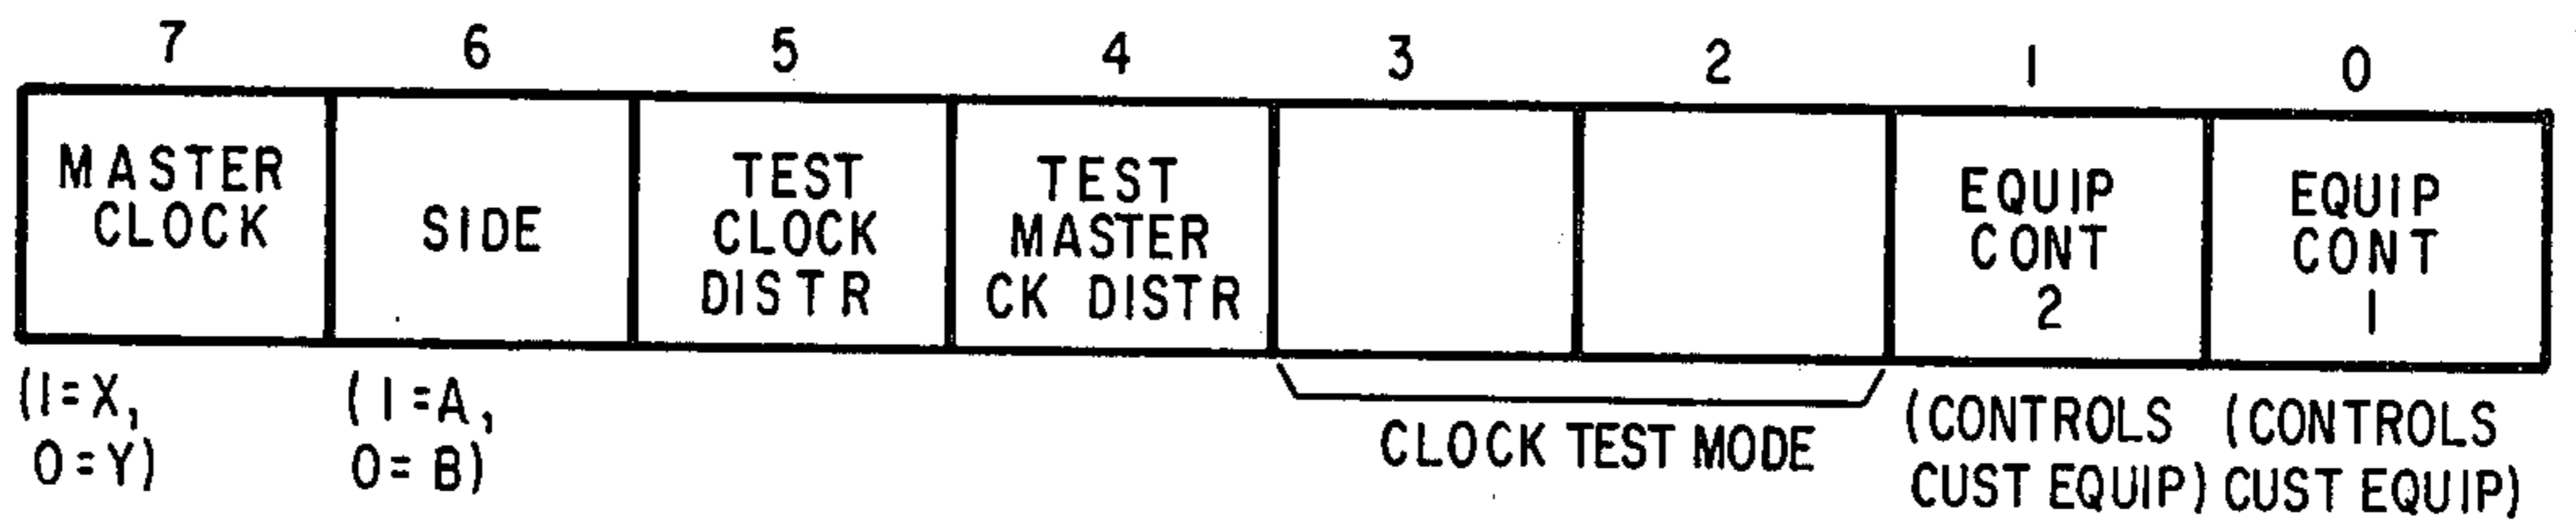 7 6 5 4 3 2 1 0
MASTER
CLOCK
SIDE
TEST
CLOCK
DISTR
TEST
MASTER
CK DISTR
EQUIP
CONT
2
EQUIP
CONT
1
(1=X,
0=Y)
(1=A,
0=B)
CLOCK TEST MODE
(CONTROLS
CUST EQUIP)
(CONTROLS
CUST EQUIP)